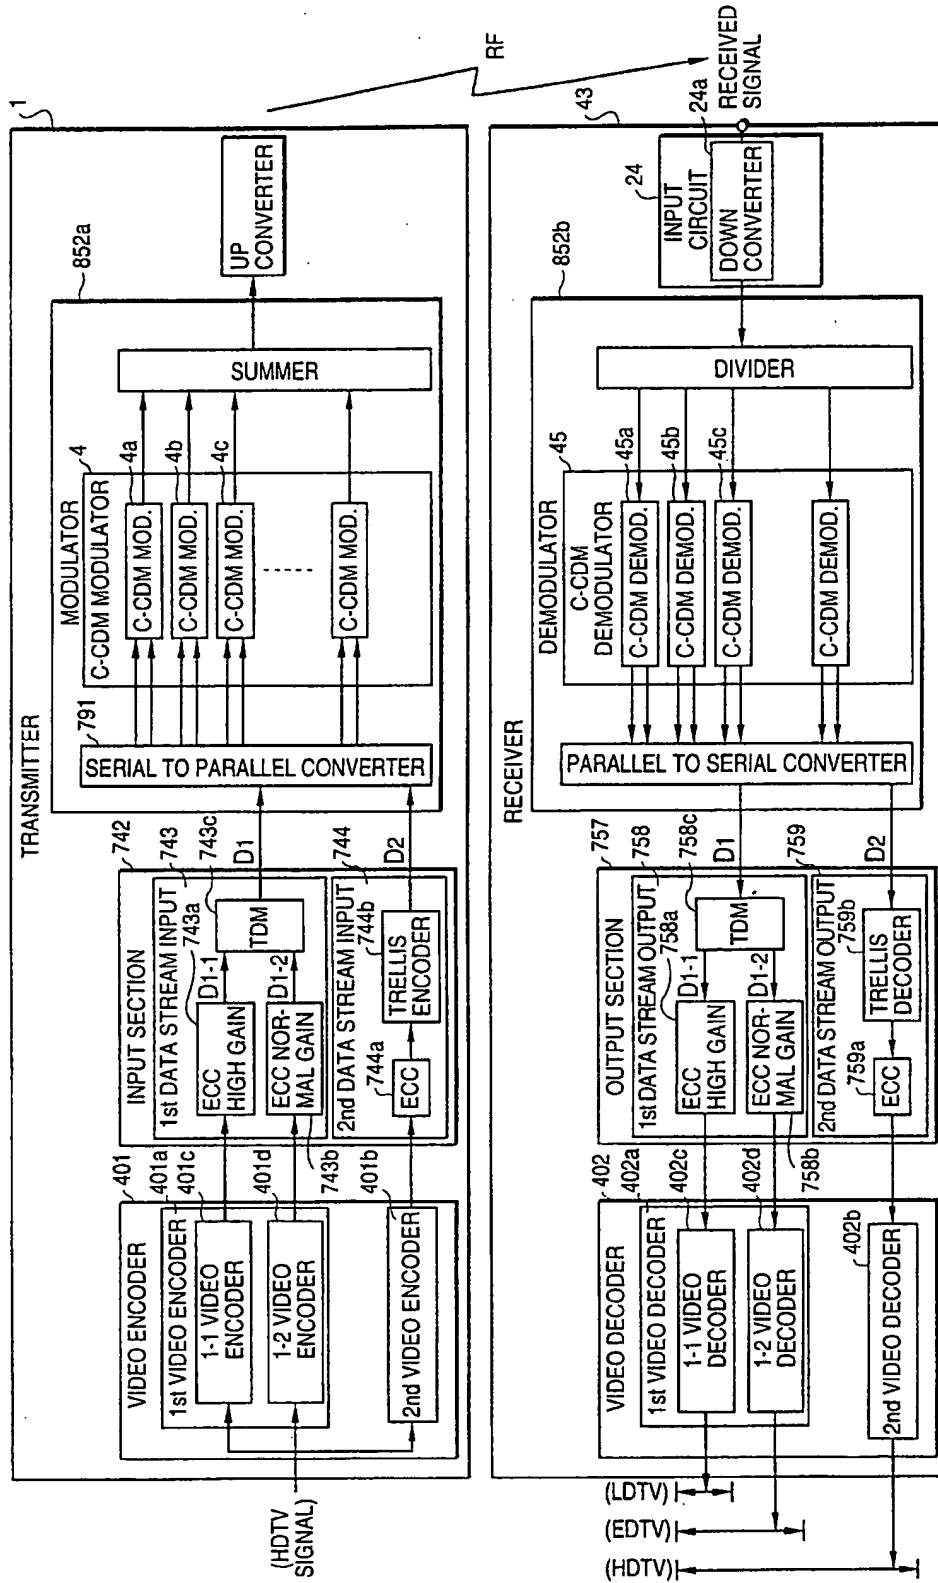 TRANSMITTER
1
(HDTV
SIGNAL)
VIDEO ENCODER
401
1st VIDEO ENCODER
401a
1-1 VIDEO
ENCODER
401c
1-2 VIDEO
ENCODER
401d
2nd VIDEO ENCODER
401b
INPUT SECTION
742
1st DATA STREAM INPUT
743
743a
ECC
HIGH GAIN
D1-1
743c
TDM
ECC NOR-
MAL GAIN
743b
D1-2
2nd DATA STREAM INPUT
744
744a
ECC
744b
TRELLIS
ENCODER
D1
D2
MODULATOR
852a
791
SERIAL TO PARALLEL CONVERTER
C-CDM MODULATOR
4
C-CDM MOD.
4a
C-CDM MOD.
4b
C-CDM MOD.
4c
C-CDM MOD.
SUMMER
UP
CONVERTER
RF
RECEIVED
SIGNAL
RECEIVER
43
INPUT
CIRCUIT
24
DOWN
CONVERTER
24a
DEMODULATOR
852b
DIVIDER
C-CDM
DEMODULATOR
45
C-CDM DEMOD.
45a
C-CDM DEMOD.
45b
C-CDM DEMOD.
45c
C-CDM DEMOD.
PARALLEL TO SERIAL CONVERTER
D1
D2
OUTPUT SECTION
757
1st DATA STREAM OUTPUT
758
758a
ECC
HIGH GAIN
D1-1
758c
TDM
ECC NOR-
MAL GAIN
758b
D1-2
2nd DATA STREAM OUTPUT
759
759a
ECC
759b
TRELLIS
DECODER
VIDEO DECODER
402
1st VIDEO DECODER
402a
1-1 VIDEO
DECODER
402c
1-2 VIDEO
DECODER
402d
2nd VIDEO DECODER
402b
(LDTV)
(EDTV)
(HDTV)